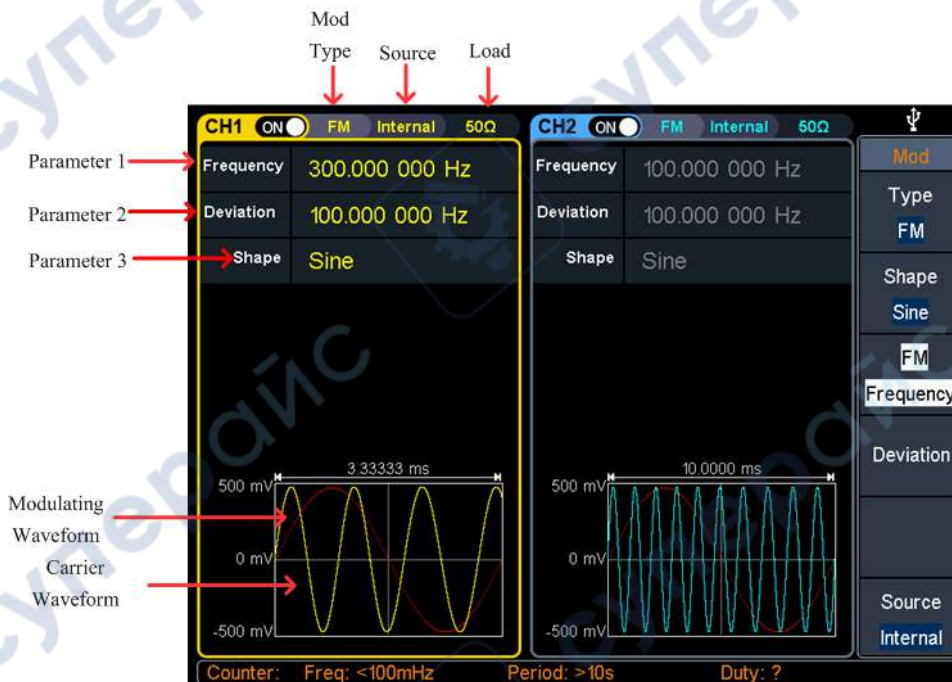 Mod
Type
Source
Load
CH1 ON FM Internal 50Ω
CH2 ON FM Internal 50Ω
Parameter 1
Frequency 300.000 000 Hz
Frequency 100.000 000 Hz
Parameter 2
Deviation 100.000 000 Hz
Deviation 100.000 000 Hz
Parameter 3
Shape Sine
Shape Sine
Mod
Type
FM
Shape
Sine
FM
Frequency
Deviation
Source
Internal
3.33333 ms
500 mV
0 mV
-500 mV
10.0000 ms
500 mV
0 mV
-500 mV
Modulating
Waveform
Carrier
Waveform
Counter: Freq: <100mHz Period: >10s Duty: ?
суперайс